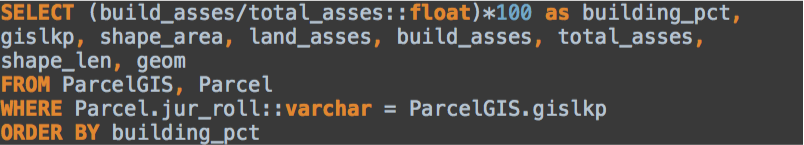 SELECT (build_asses/total_asses::float)*100 as building_pct,
gislkp, shape_area, land_asses, build_asses, total_asses,
shape_len, geom
FROM ParcelGIS, Parcel
WHERE Parcel.jur_roll::varchar = ParcelGIS.gislkp
ORDER BY building_pct